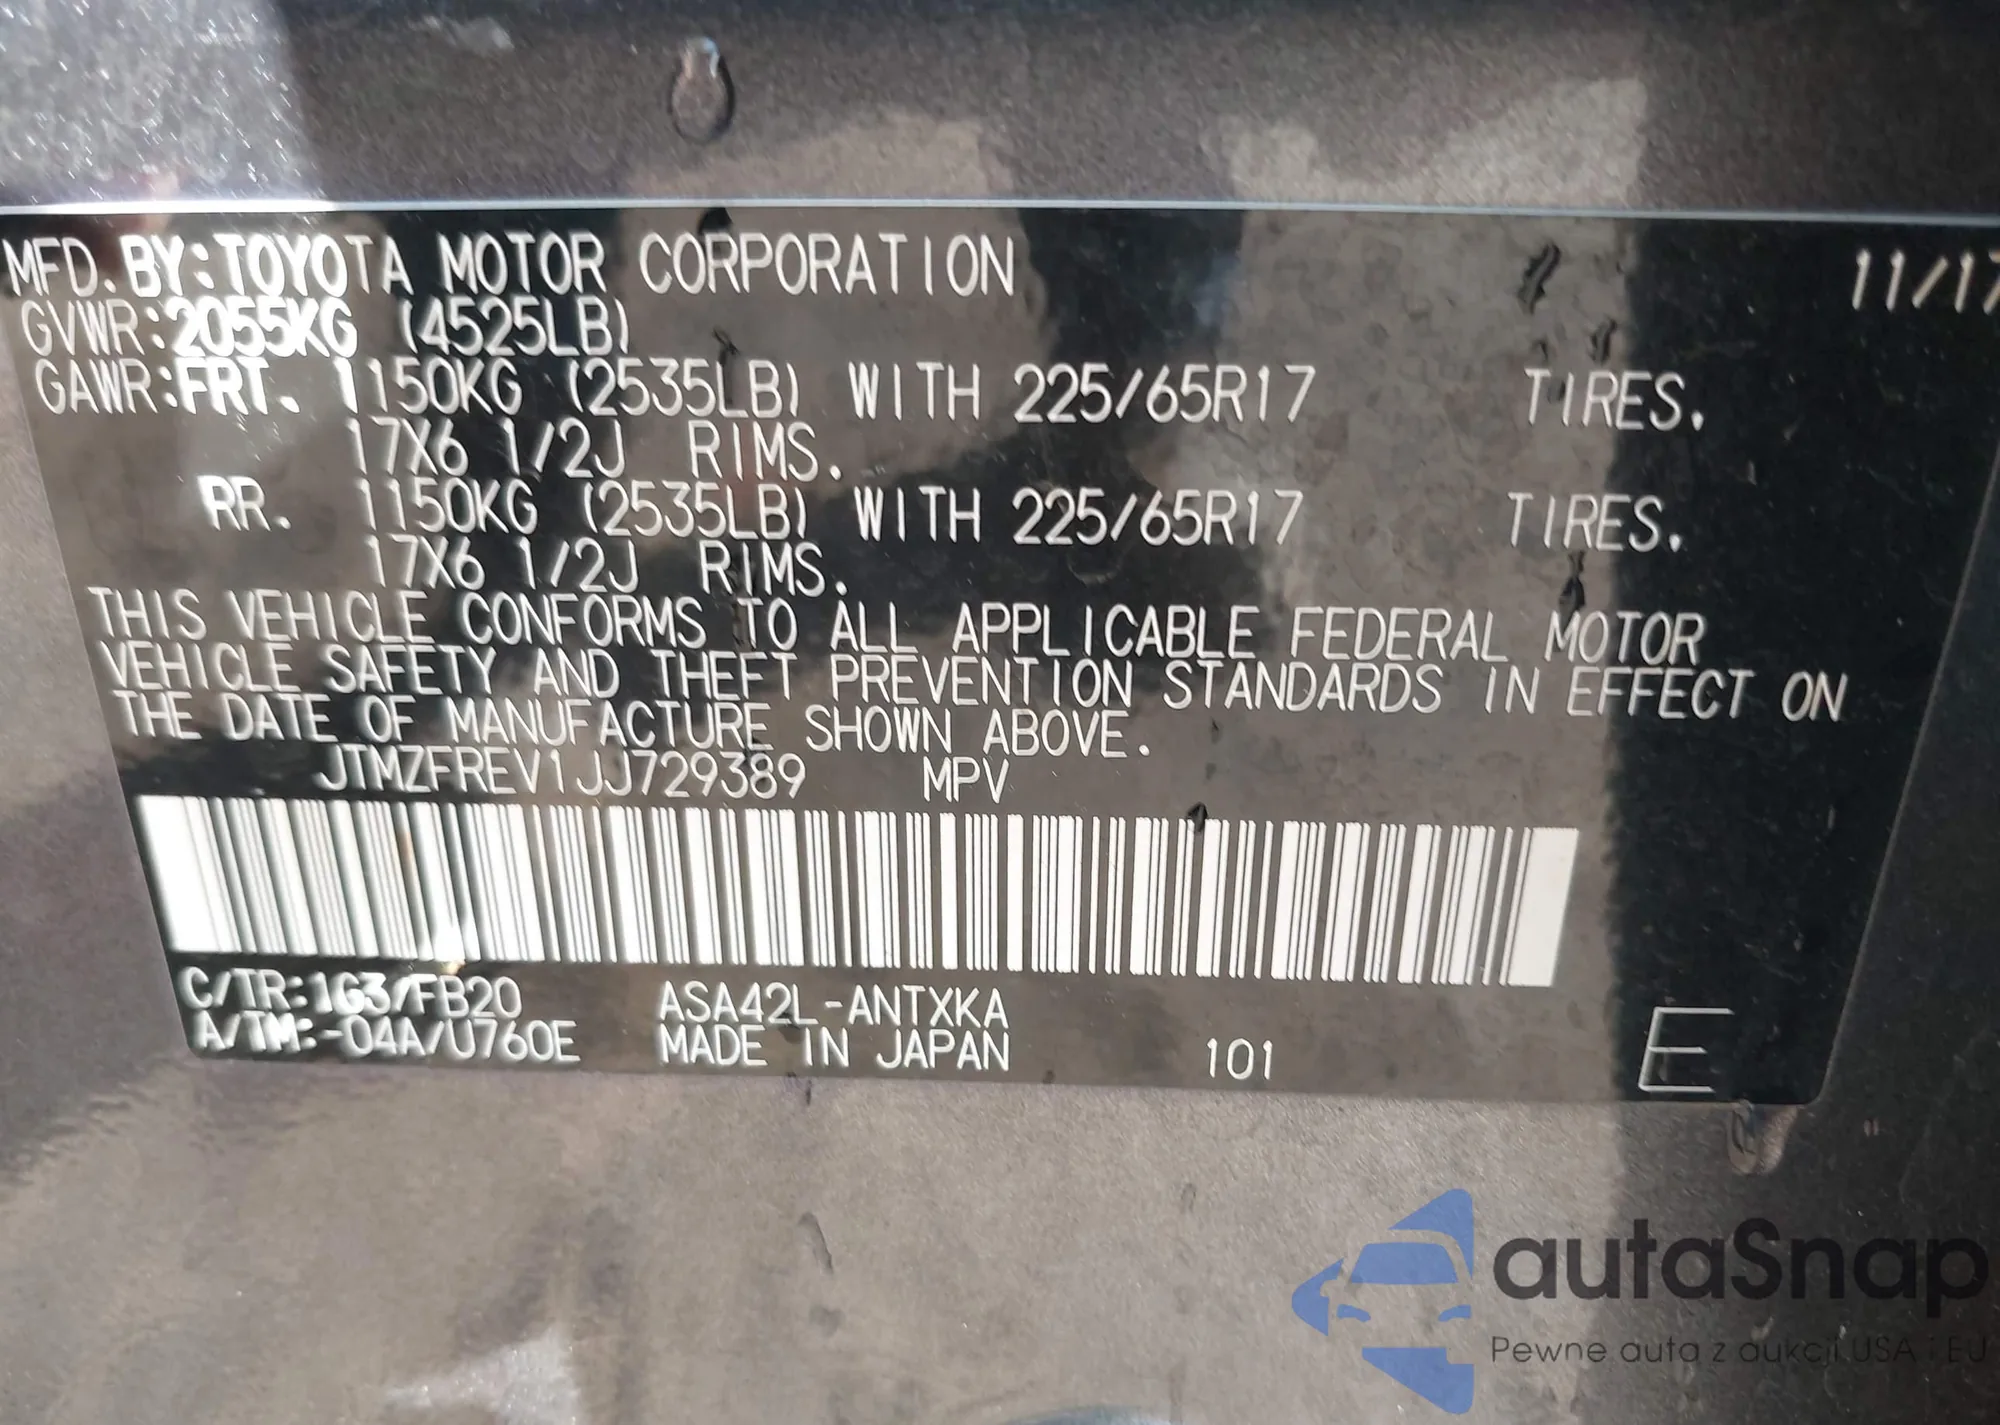 MFD. BY:TOYOTA MOTOR CORPORATION 11/17
GVWR:2055KG (4525LB)
GAWR:FRT. 1150KG (2535LB) WITH 225/65R17 TIRES.
17X6 1/2J RIMS.
RR. 1150KG (2535LB) WITH 225/65R17 TIRES.
17X6 1/2J RIMS.
THIS VEHICLE CONFORMS TO ALL APPLICABLE FEDERAL MOTOR
VEHICLE SAFETY AND THEFT PREVENTION STANDARDS IN EFFECT ON
THE DATE OF MANUFACTURE SHOWN ABOVE.
JTMZFREV1JJ729389 MPV
C/TR:1G3/FB20 ASA42L-ANTXKA
A/TM:-04A/U760E MADE IN JAPAN 101 E
autaSnap
Pewne auta z aukcji USA i EU